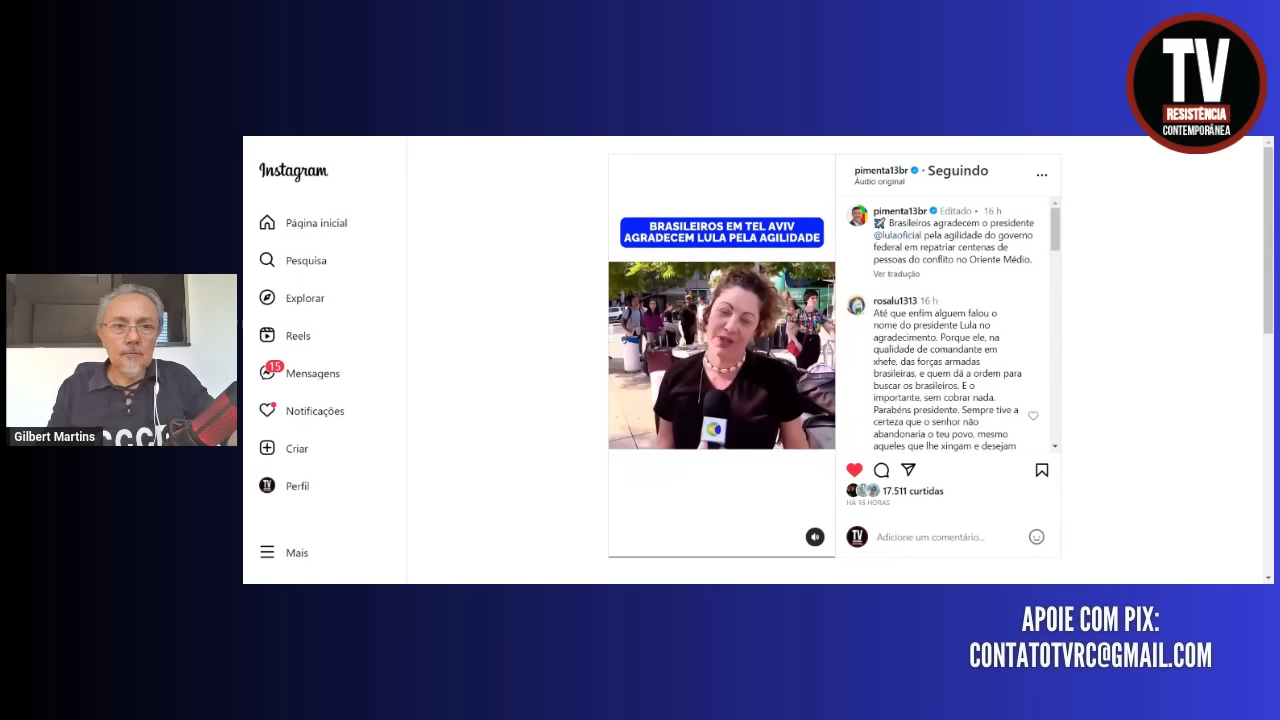 TV
RESISTÊNCIA
CONTEMPORÂNEA
Instagram
Página inicial
Pesquisa
Explorar
Reels
15
Mensagens
Notificações
Criar
Perfil
Mais
BRASILEIROS EM TEL AVIV
AGRADECEM LULA PELA AGILIDADE
pimenta13br • Seguindo
Áudio original
pimenta13br Editado • 16 h
Brasileiros agradecem o presidente
@lulaoficial pela agilidade do governo
federal em repatriar centenas de
pessoas do conflito no Oriente Médio.
Ver tradução
rosalu1313 16 h
Até que enfim alguem falou o
nome do presidente Lula no
agradecimento. Porque ele, na
qualidade de comandante em
xhefe, das forças armadas
brasileiras, e quem dá a ordem para
buscar os brasileiros. E o
importante, sem cobrar nada.
Parabéns presidente. Sempre tive a
certeza que o senhor não
abandonaria o teu povo, mesmo
aqueles que lhe xingam e desejam
17.511 curtidas
HÁ 16 HORAS
TV
Adicione um comentário...
Gilbert Martins
APOIE COM PIX:
CONTATOTVRC@GMAIL.COM